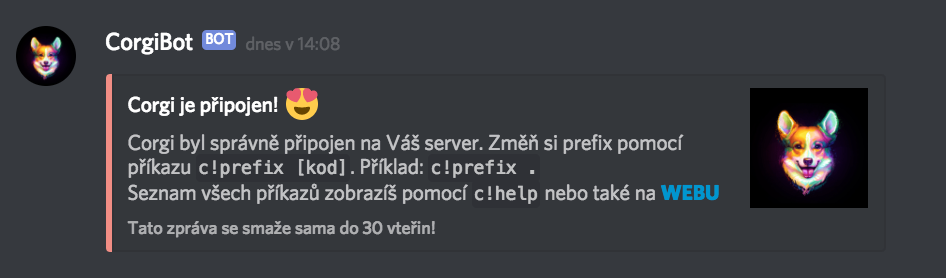 CorgiBot BOT dnes v 14:08
Corgi je připojen! 😍
Corgi byl správně připojen na Váš server. Změň si prefix pomocí
příkazu c!prefix [kod]. Příklad: c!prefix .
Seznam všech příkazů zobrazíš pomocí c!help nebo také na WEBU
Tato zpráva se smaže sama do 30 vteřin!